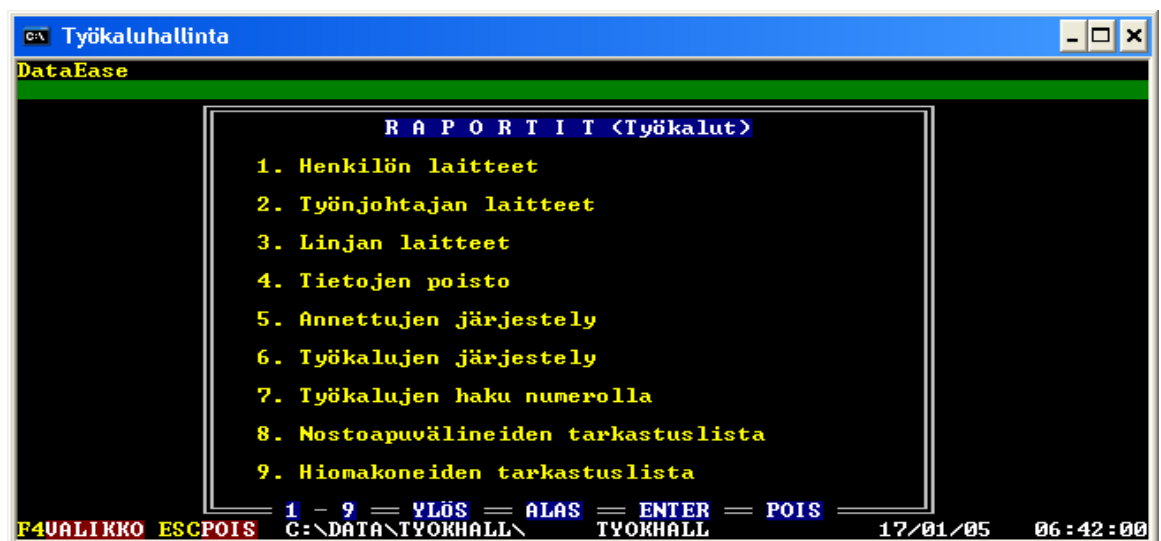 Työkaluhallinta
DataEase
R A P O R T I T (Työkalut)
1. Henkilön laitteet
2. Työnjohtajan laitteet
3. Linjan laitteet
4. Tietojen poisto
5. Annettujen järjestely
6. Työkalujen järjestely
7. Työkalujen haku numerolla
8. Nostoapuvälineiden tarkastuslista
9. Hiomakoneiden tarkastuslista
1 - 9 == YLÖS == ALAS == ENTER == POIS
F4VALIKKO ESCPOIS C:\DATA\TYOKHALL\ TYOKHALL 17/01/05 06:42:00